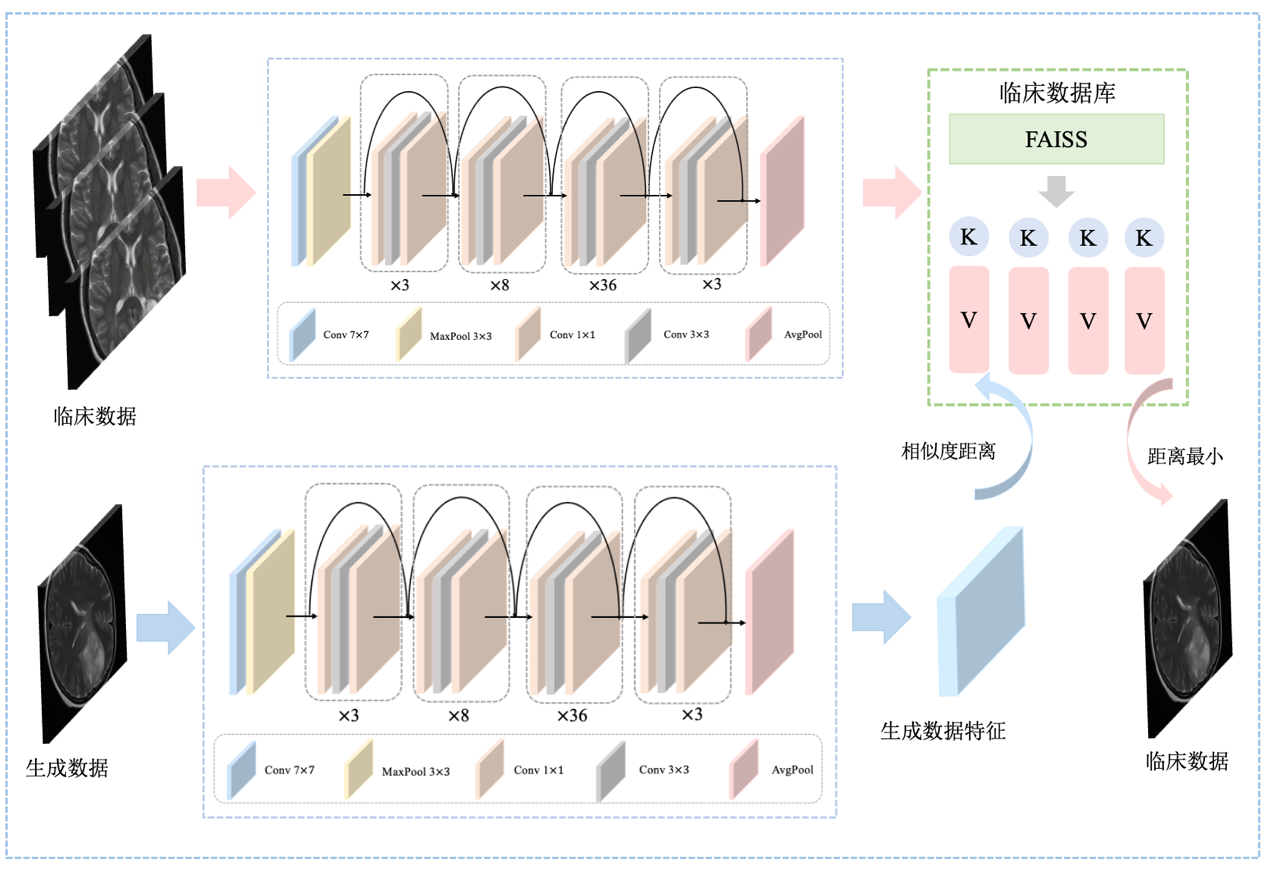 临床数据库
FAISS
K K K K
V V V V
×3 ×8 ×36 ×3
Conv 7×7 MaxPool 3×3 Conv 1×1 Conv 3×3 AvgPool
临床数据
相似度距离
距离最小
×3 ×8 ×36 ×3
Conv 7×7 MaxPool 3×3 Conv 1×1 Conv 3×3 AvgPool
生成数据
生成数据特征
临床数据